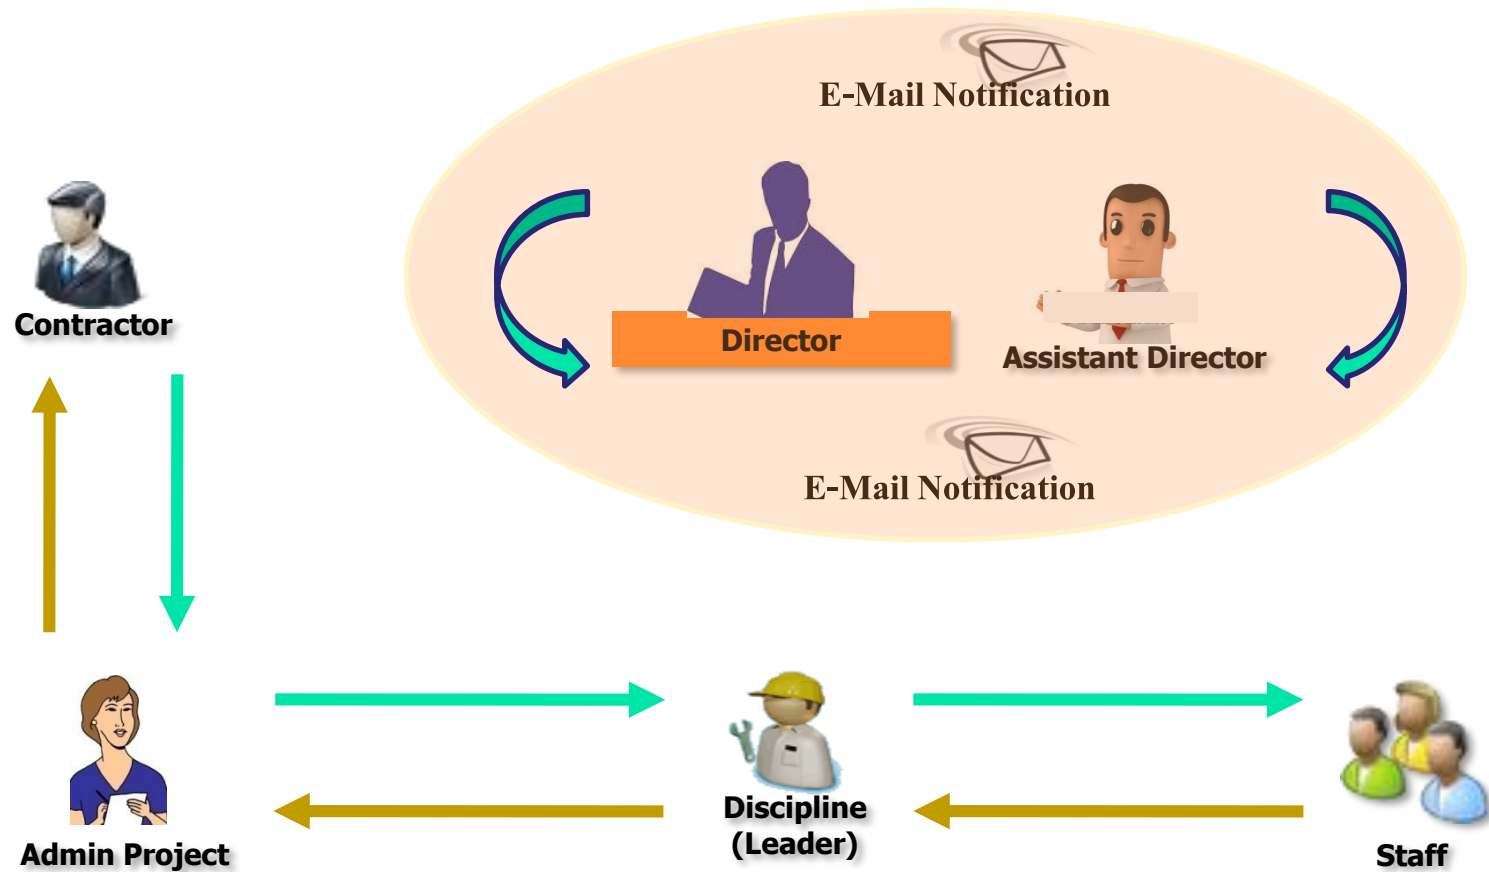 E-Mail Notification
Contractor
Director
Assistant Director
E-Mail Notification
Admin Project
Discipline
(Leader)
Staff